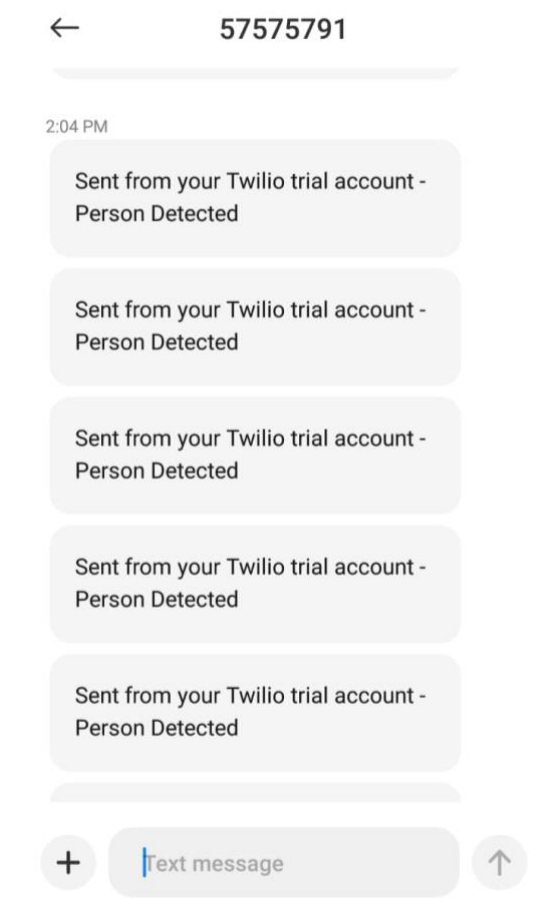 57575791
2:04 PM
Sent from your Twilio trial account -
Person Detected
Sent from your Twilio trial account -
Person Detected
Sent from your Twilio trial account -
Person Detected
Sent from your Twilio trial account -
Person Detected
Sent from your Twilio trial account -
Person Detected
Text message